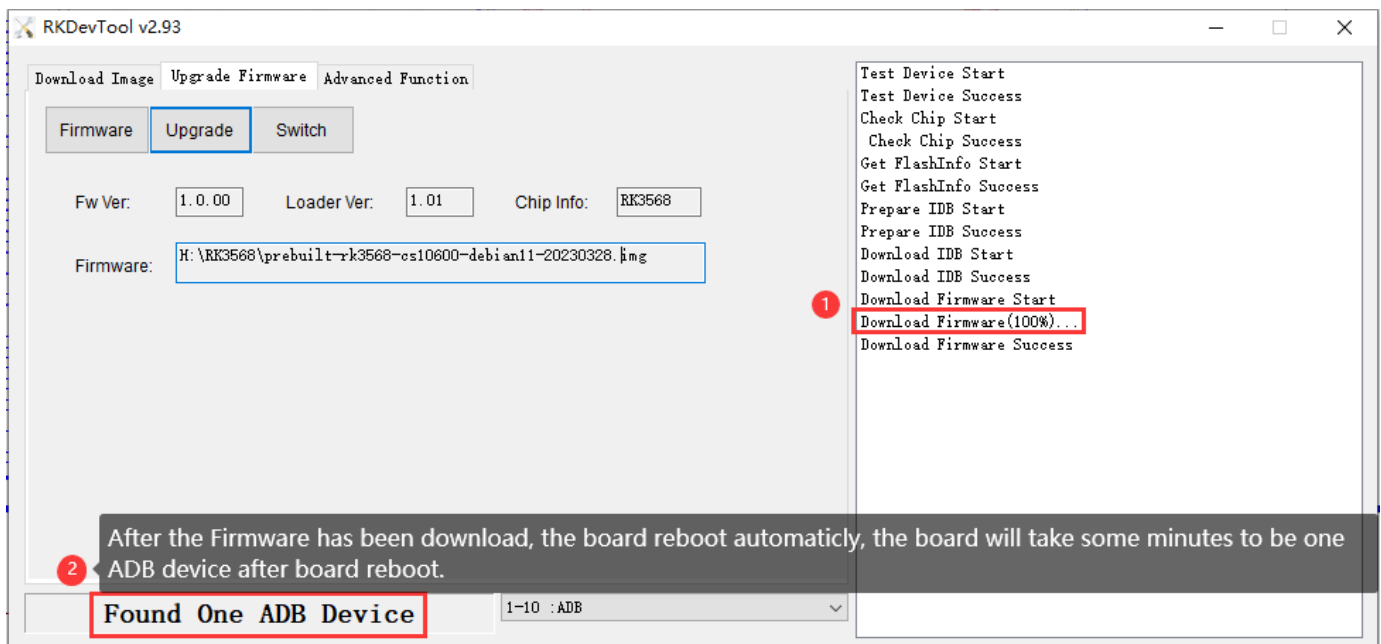 RKDevTool v2.93
Download Image Upgrade Firmware Advanced Function
Firmware Upgrade Switch
Fw Ver: 1.0.00 Loader Ver: 1.01 Chip Info: RK3568
Firmware: H:\RK3568\prebuilt-rk3568-cs10600-debian11-20230328.img
Test Device Start
Test Device Success
Check Chip Start
Check Chip Success
Get FlashInfo Start
Get FlashInfo Success
Prepare IDB Start
Prepare IDB Success
Download IDB Start
Download IDB Success
Download Firmware Start
1 Download Firmware(100%)...
Download Firmware Success
After the Firmware has been download, the board reboot automaticly, the board will take some minutes to be one
2 ADB device after board reboot.
Found One ADB Device 1-10 :ADB